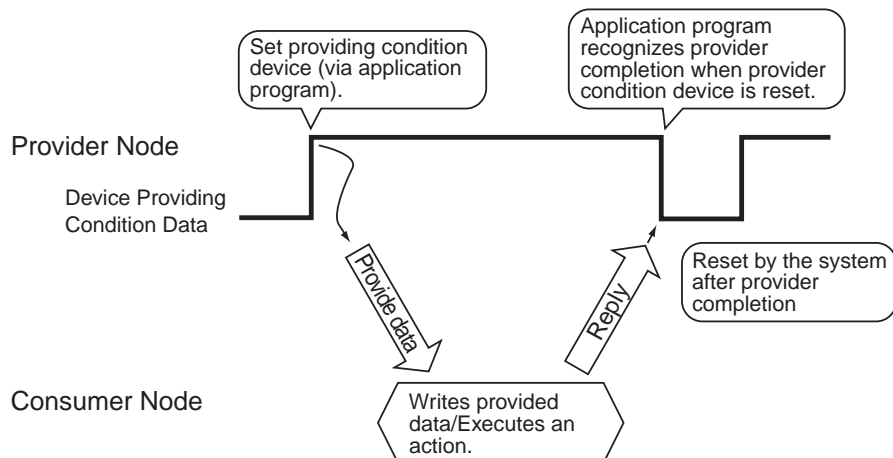 Set providing condition
device (via application
program).
Application program
recognizes provider
completion when provider
condition device is reset.
Provider Node
Device Providing
Condition Data
Provide data
Reply
Reset by the system
after provider
completion
Consumer Node
Writes provided
data/Executes an
action.